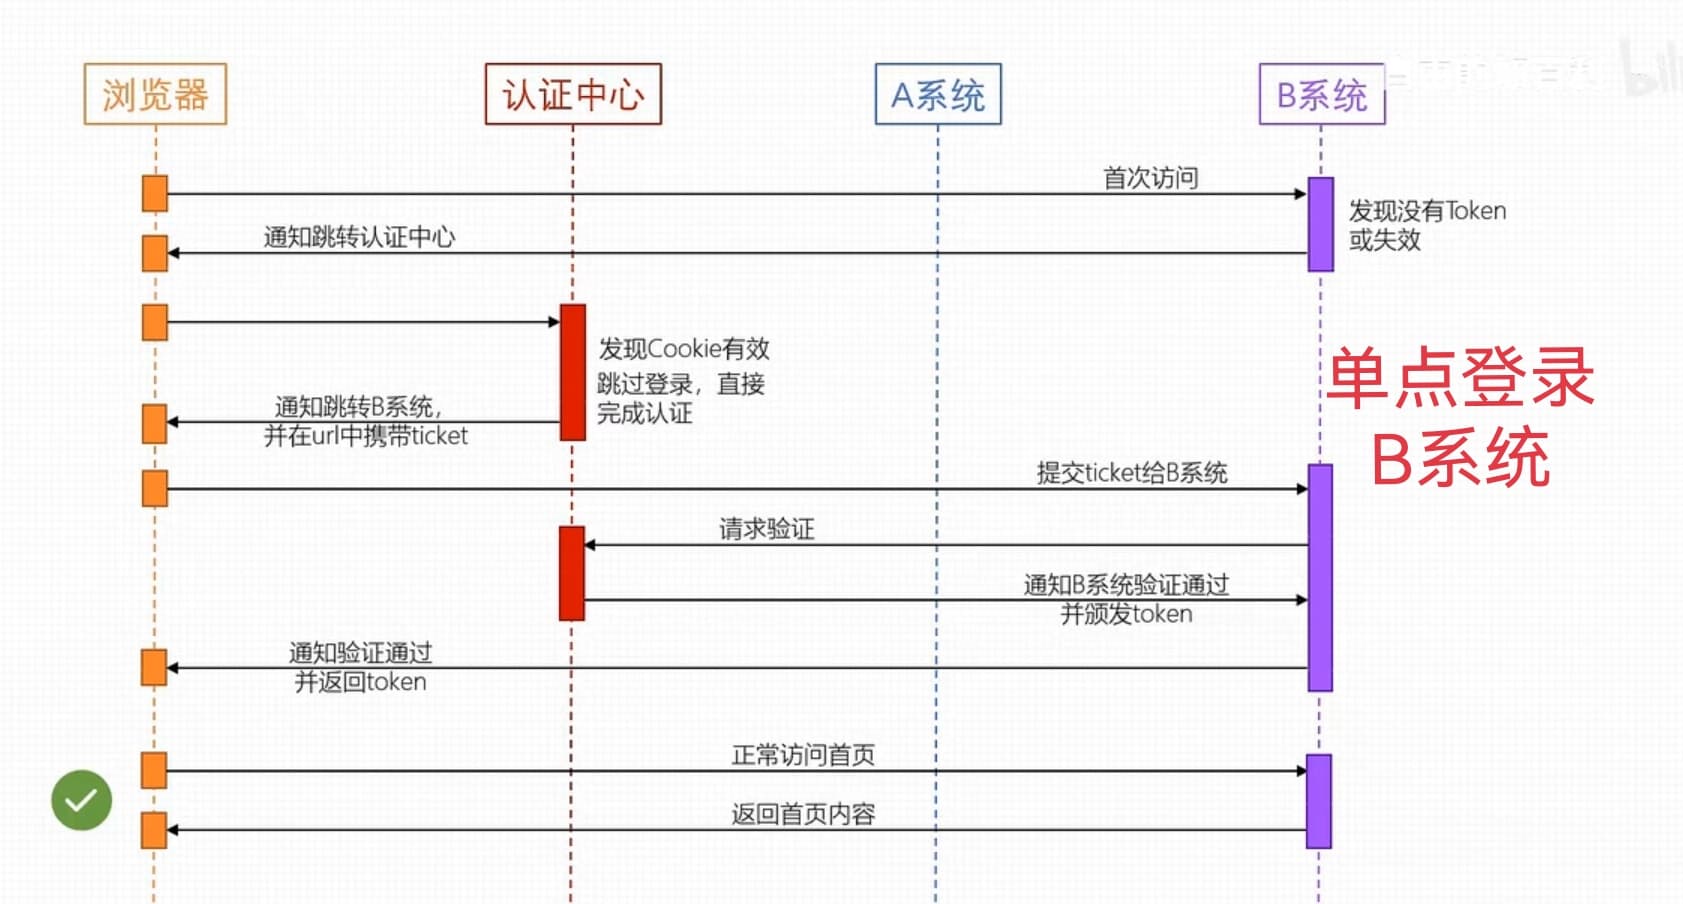 浏览器
认证中心
A系统
B系统
首次访问
发现没有Token
或失效
通知跳转认证中心
发现Cookie有效
跳过登录，直接
完成认证
单点登录
B系统
通知跳转B系统，
并在url中携带ticket
提交ticket给B系统
请求验证
通知B系统验证通过
并颁发token
通知验证通过
并返回token
正常访问首页
返回首页内容